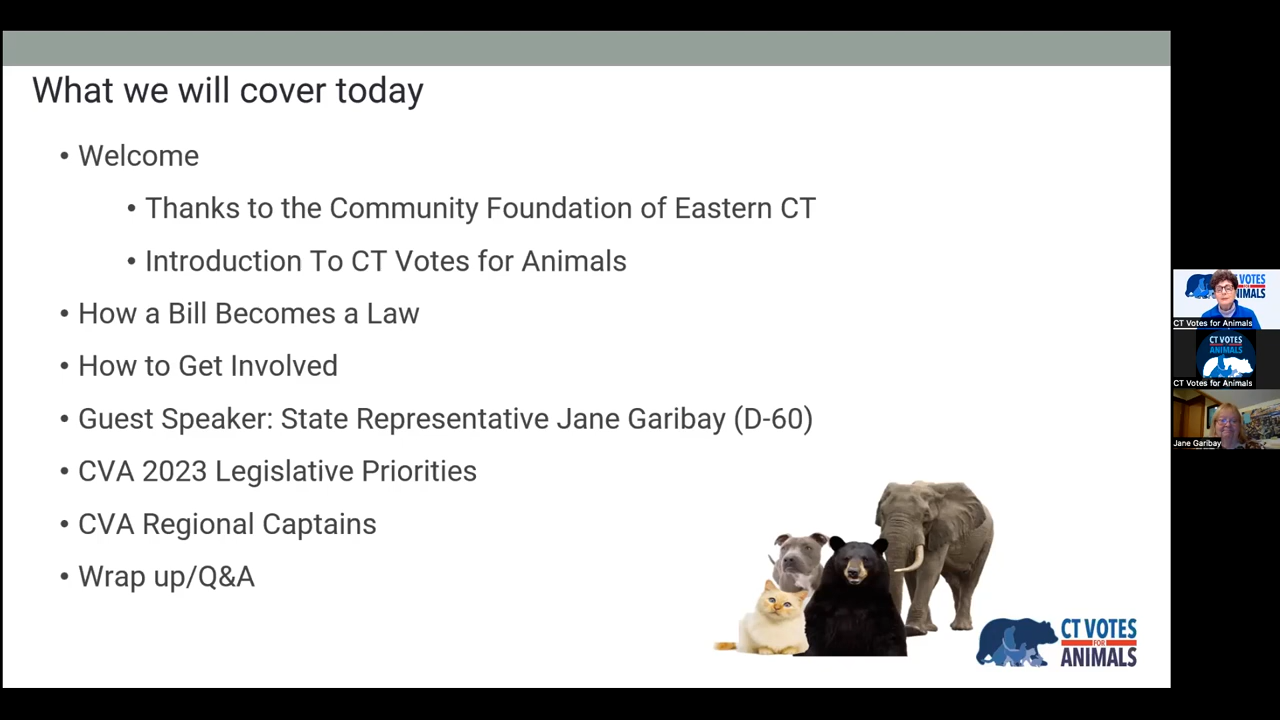 What we will cover today
• Welcome
• Thanks to the Community Foundation of Eastern CT
• Introduction To CT Votes for Animals
• How a Bill Becomes a Law
• How to Get Involved
• Guest Speaker: State Representative Jane Garibay (D-60)
• CVA 2023 Legislative Priorities
• CVA Regional Captains
• Wrap up/Q&A
CT VOTES
FOR
ANIMALS
VOTES
NIMALS
CT Votes for Animals
CT VOTES
FOR
ANIMALS
CT Votes for Animals
Jane Garibay